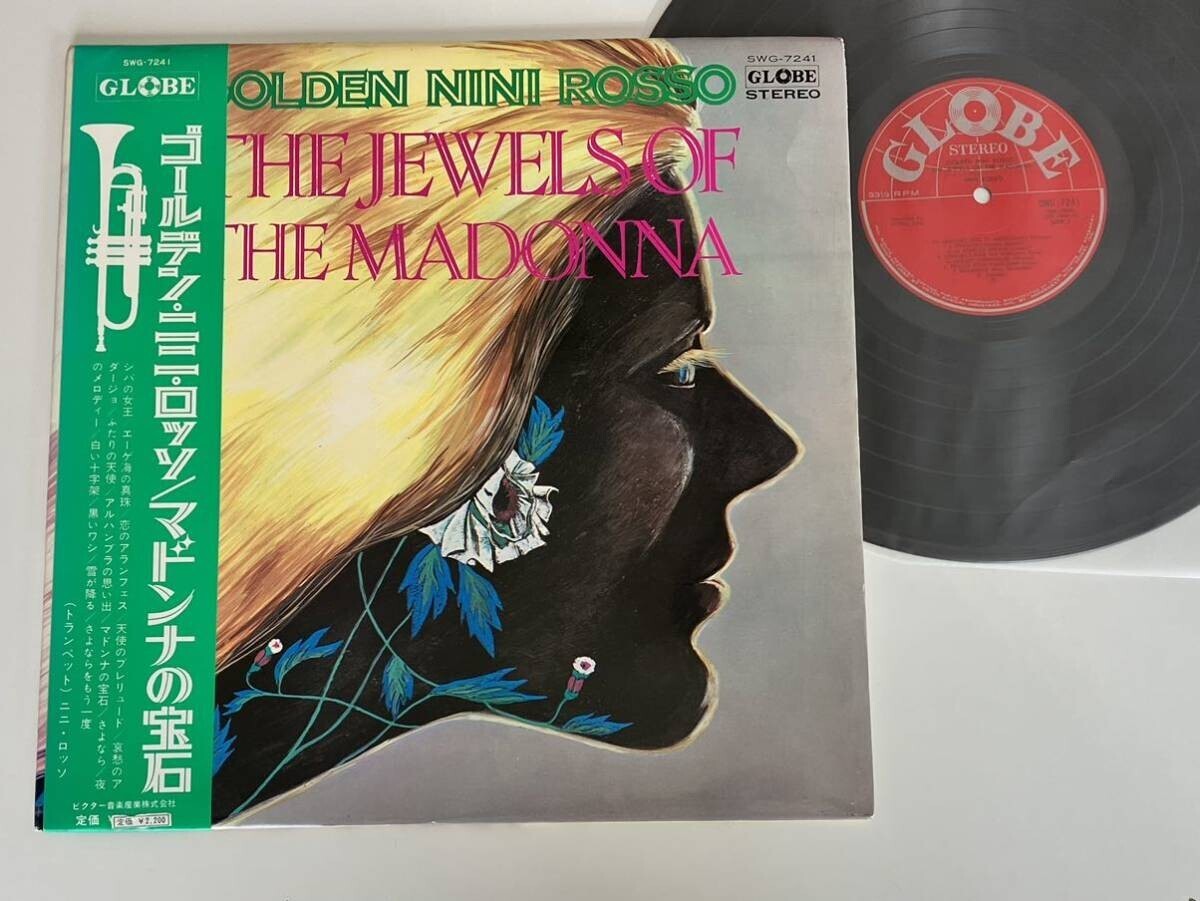 SWG-7241
GLOBE
ゴールデン・ニニ・ロッソ/マドンナの宝石
シバの女王/エーゲ海の真珠/恋のアランフェス/天使のプレリュード/哀愁のア
ダージョ/ふたりの天使/アルハンブラの思い出/マドンナの宝石/さよなら/夜
のメロディー/白い十字架/黒いワシ/雪が降る/さよならをもう一度
(トランペット)ニニ・ロッソ
ビクター音楽産業株式会社
定価 ¥
定価 ¥2,200
GOLDEN NINI ROSSO
THE JEWELS OF
THE MADONNA
SWG-7241
GLOBE
STEREO
GLOBE
STEREO
33⅓ RPM
SWG-7241